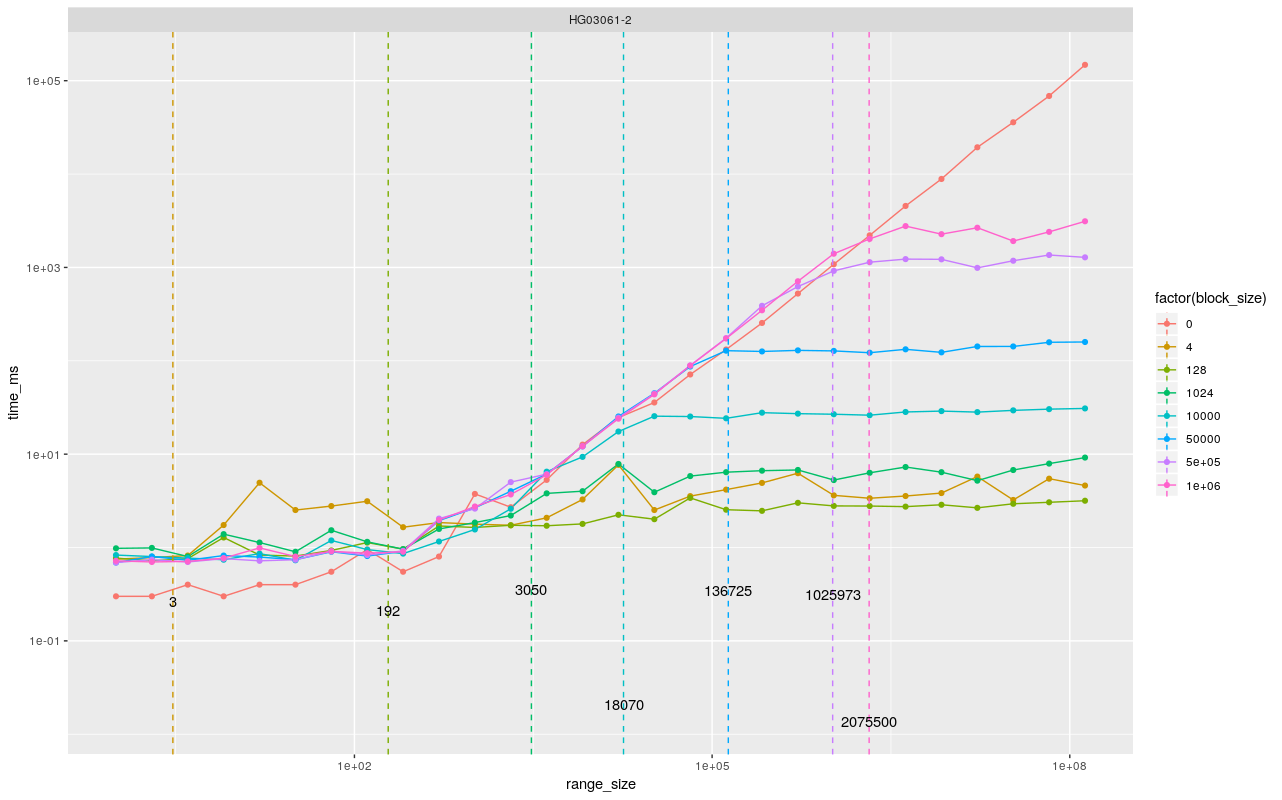 HG03061-2
1e+05
1e+03
1e+01
1e-01
time_ms
3
192
3050
18070
136725
1025973
2075500
1e+02
1e+05
1e+08
range_size
factor(block_size)
0
4
128
1024
10000
50000
5e+05
1e+06